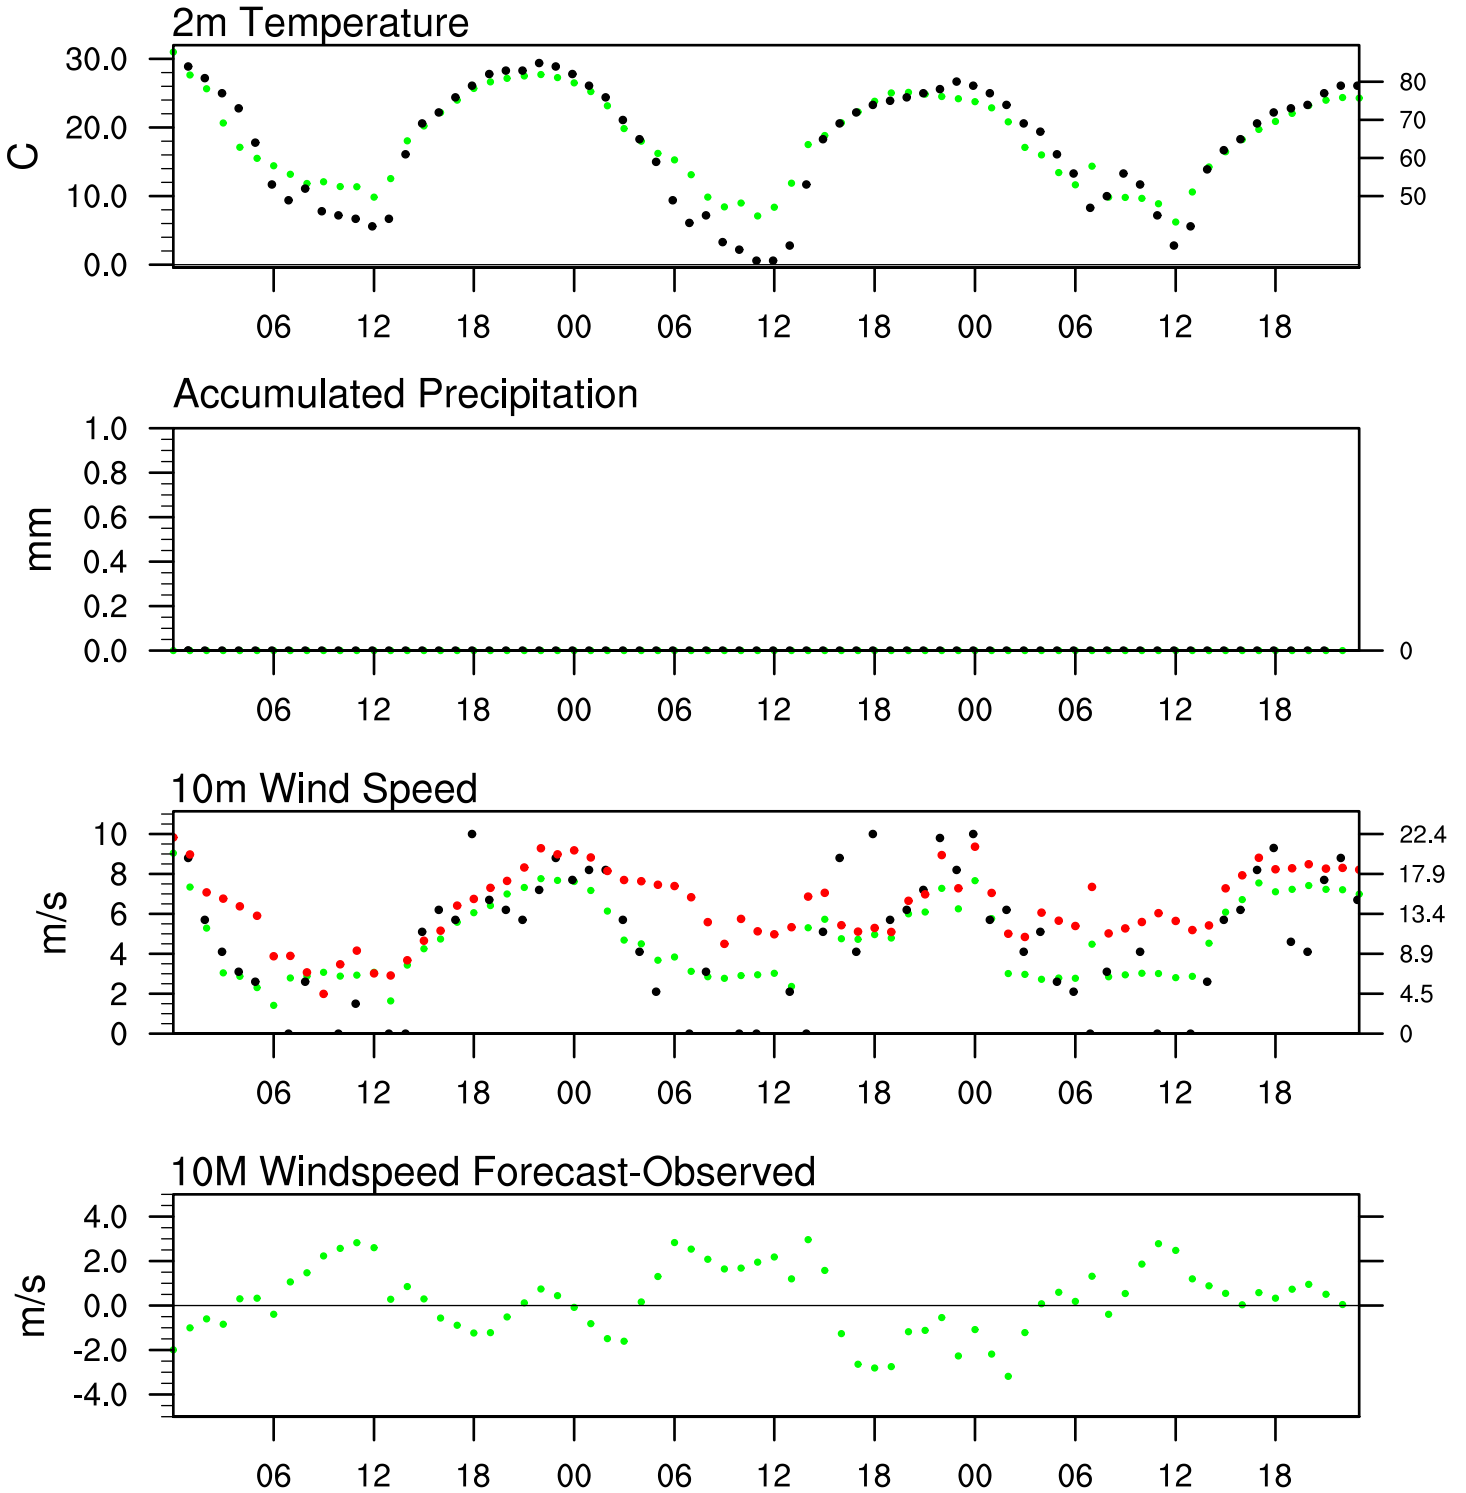 2m Temperature
30.0
20.0
10.0
0.0
C
80
70
60
50
06 12 18 00 06 12 18 00 06 12 18
Accumulated Precipitation
1.0
0.8
0.6
0.4
0.2
0.0
mm
0
06 12 18 00 06 12 18 00 06 12 18
10m Wind Speed
10
8
6
4
2
0
m/s
22.4
17.9
13.4
8.9
4.5
0
06 12 18 00 06 12 18 00 06 12 18
10M Windspeed Forecast-Observed
4.0
2.0
0.0
-2.0
-4.0
m/s
06 12 18 00 06 12 18 00 06 12 18